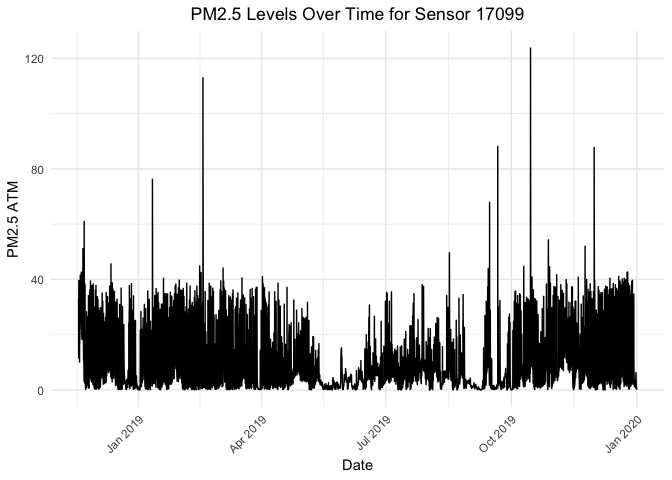 PM2.5 Levels Over Time for Sensor 17099
PM2.5 ATM
120
80
40
0
Jan 2019
Apr 2019
Jul 2019
Oct 2019
Jan 2020
Date